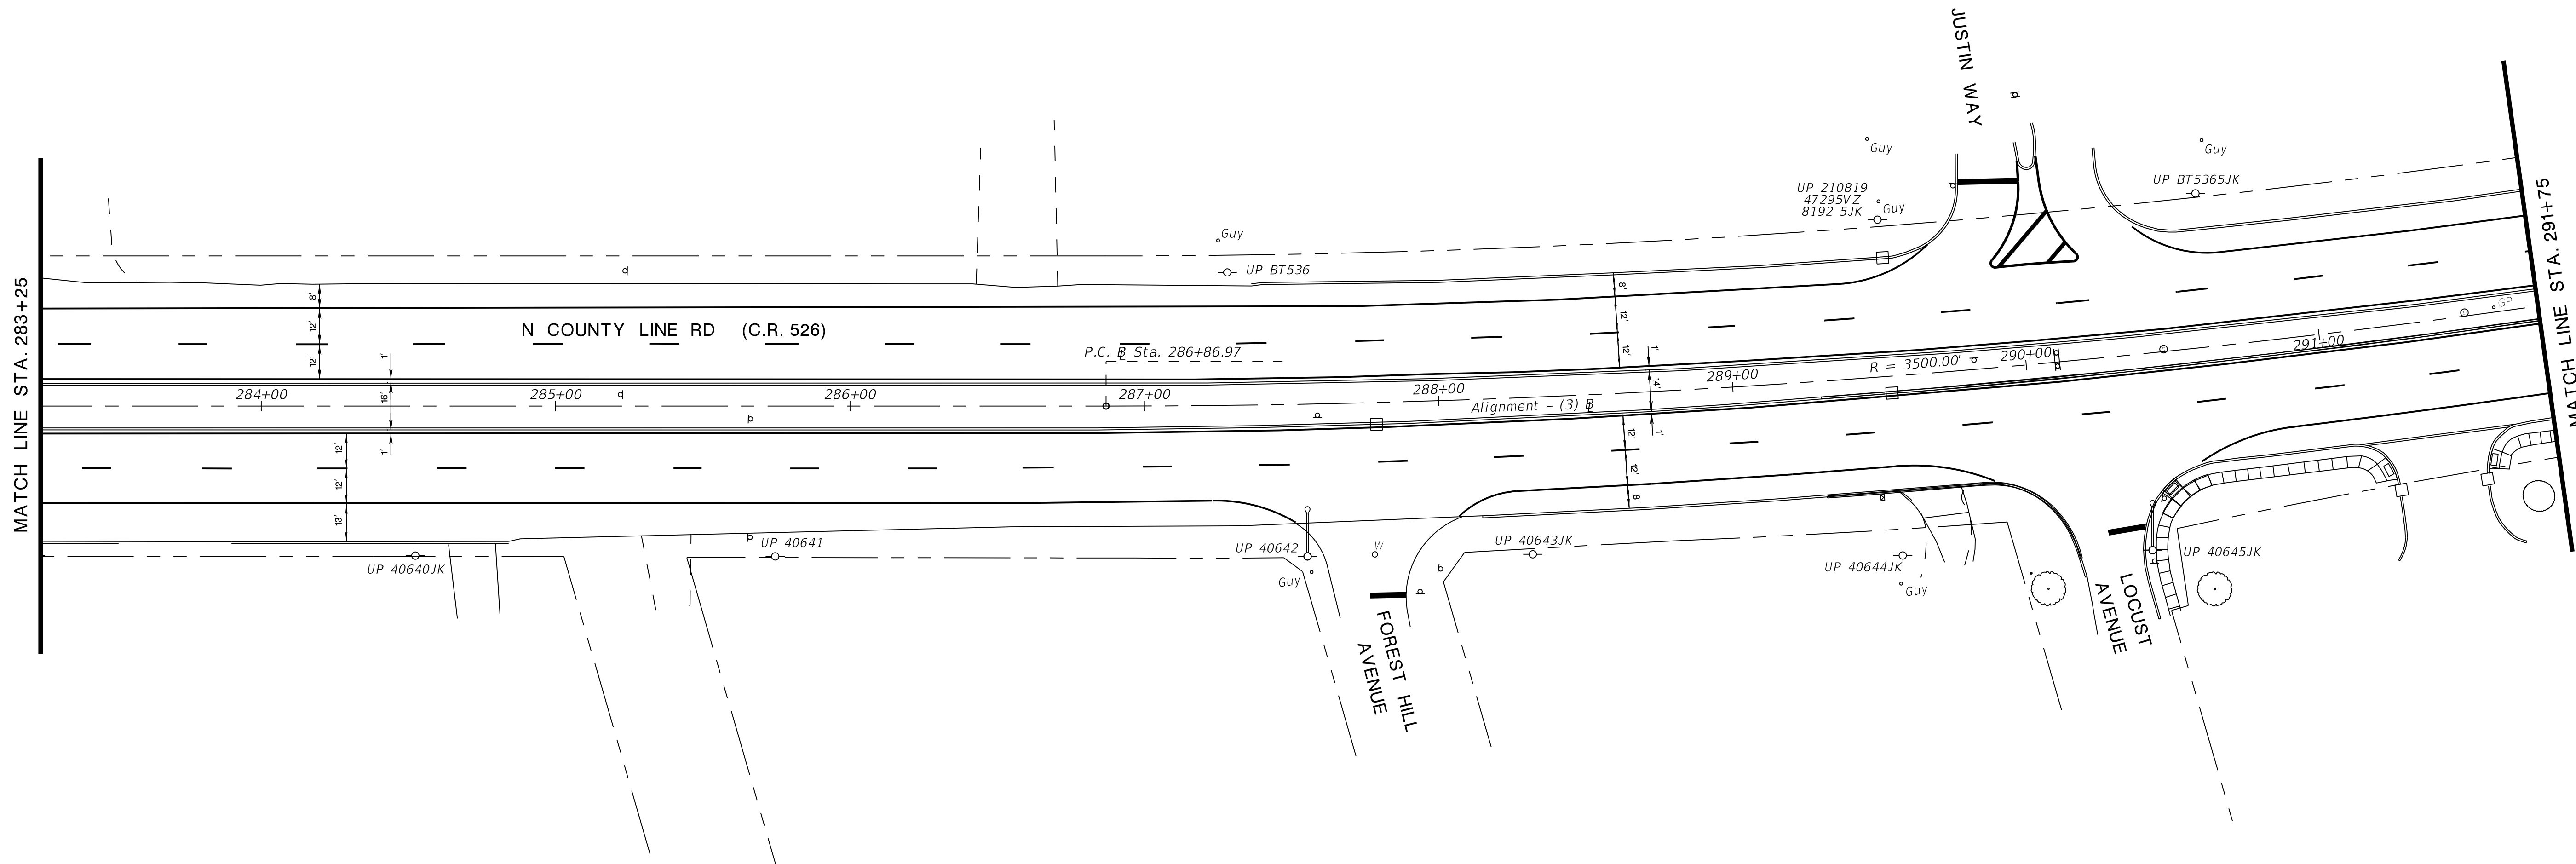 MATCH LINE STA. 283+25
N COUNTY LINE RD (C.R. 526)
8'
12'
12'
1'
16'
1'
12'
12'
13'
284+00
285+00
286+00
P.C. B Sta. 286+86.97
287+00
288+00
Alignment - (3) B
289+00
R = 3500.00'
290+00
291+00
8'
12'
12'
1'
14'
1'
12'
12'
8'
Guy
UP BT536
UP 210819
47295VZ
8192 5JK
Guy
Guy
JUSTIN WAY
Guy
UP BT5365JK
GP
UP 40640JK
UP 40641
UP 40642
Guy
W
FOREST HILL
AVENUE
UP 40643JK
UP 40644JK
Guy
LOCUST
AVENUE
UP 40645JK
MATCH LINE STA. 291+75